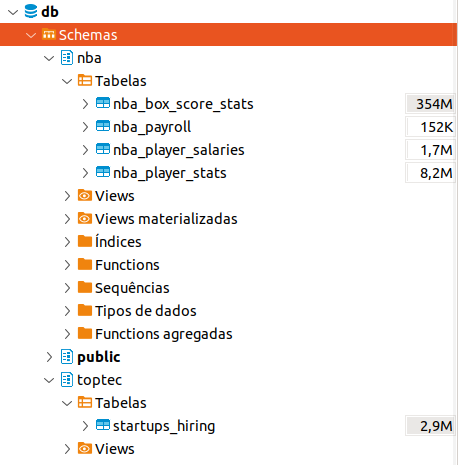 db
Schemas
nba
Tabelas
nba_box_score_stats 354M
nba_payroll 152K
nba_player_salaries 1,7M
nba_player_stats 8,2M
Views
Views materializadas
Índices
Functions
Sequências
Tipos de dados
Functions agregadas
public
toptec
Tabelas
startups_hiring 2,9M
Views